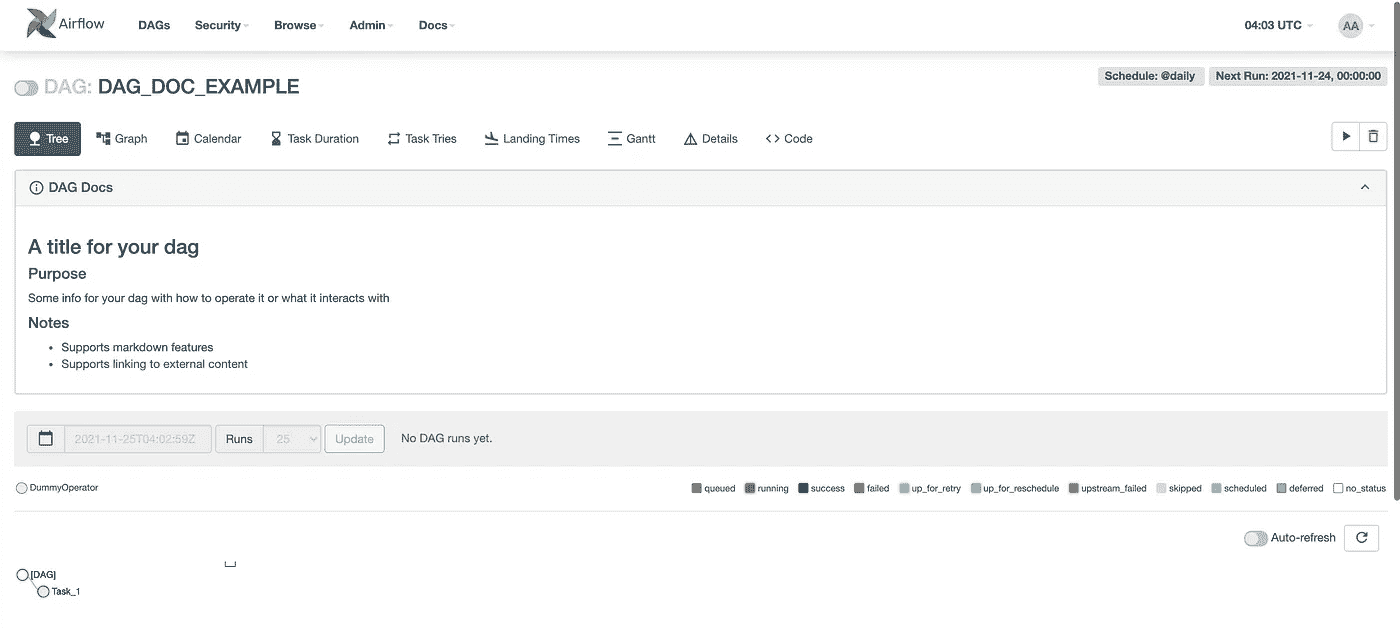 Airflow DAGs Security Browse Admin Docs 04:03 UTC AA
DAG: DAG_DOC_EXAMPLE Schedule: @daily Next Run: 2021-11-24, 00:00:00
Tree Graph Calendar Task Duration Task Tries Landing Times Gantt Details Code
DAG Docs
A title for your dag
Purpose
Some info for your dag with how to operate it or what it interacts with
Notes
Supports markdown features
Supports linking to external content
2021-11-25T04:02:59Z Runs 25 Update No DAG runs yet.
DummyOperator queued running success failed up_for_retry up_for_reschedule upstream_failed skipped scheduled deferred no_status
Auto-refresh
[DAG]
Task_1